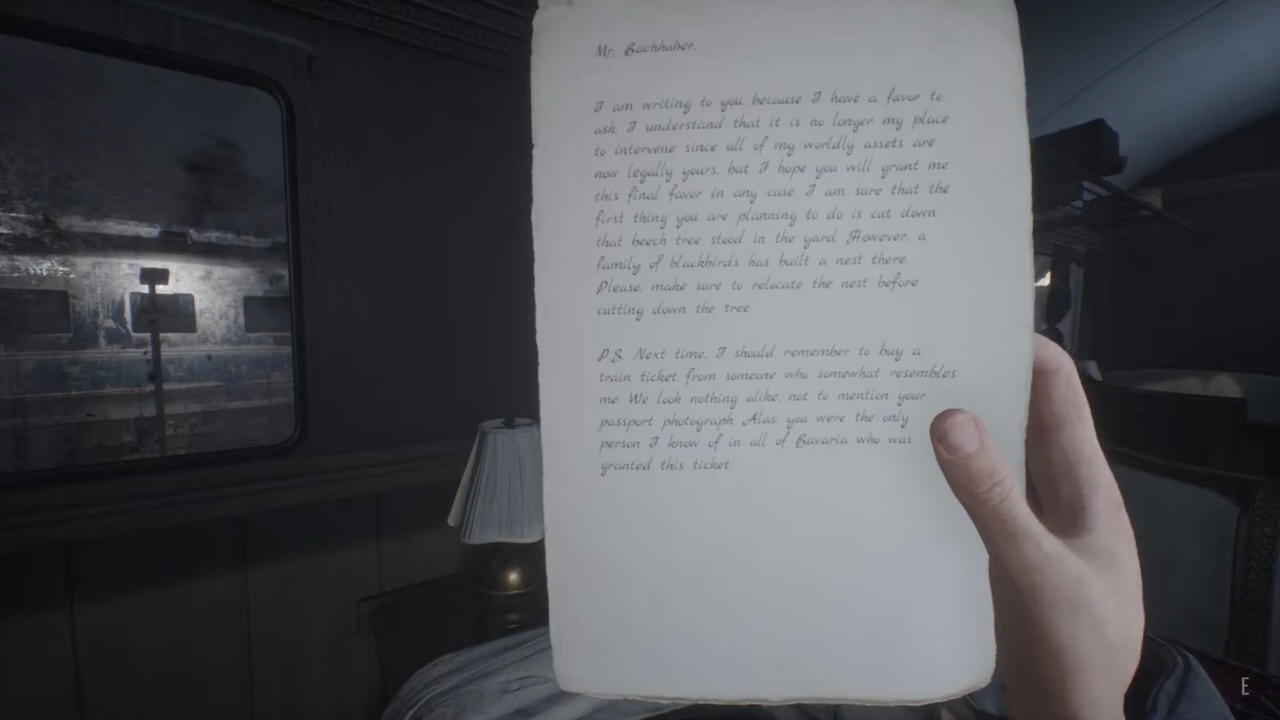 Mr. Bachhuber,
I am writing to you because I have a favor to
ask. I understand that it is no longer my place
to intervene since all of my worldly assets are
now legally yours, but I hope you will grant me
this final favor in any case. I am sure that the
first thing you are planning to do is cut down
that beech tree stood in the yard. However, a
family of blackbirds has built a nest there.
Please, make sure to relocate the nest before
cutting down the tree.
P.S. Next time, I should remember to buy a
train ticket from someone who somewhat resembles
me. We look nothing alike, not to mention your
passport photograph. Alas, you were the only
person I know of in all of Bavaria who was
granted this ticket.
E